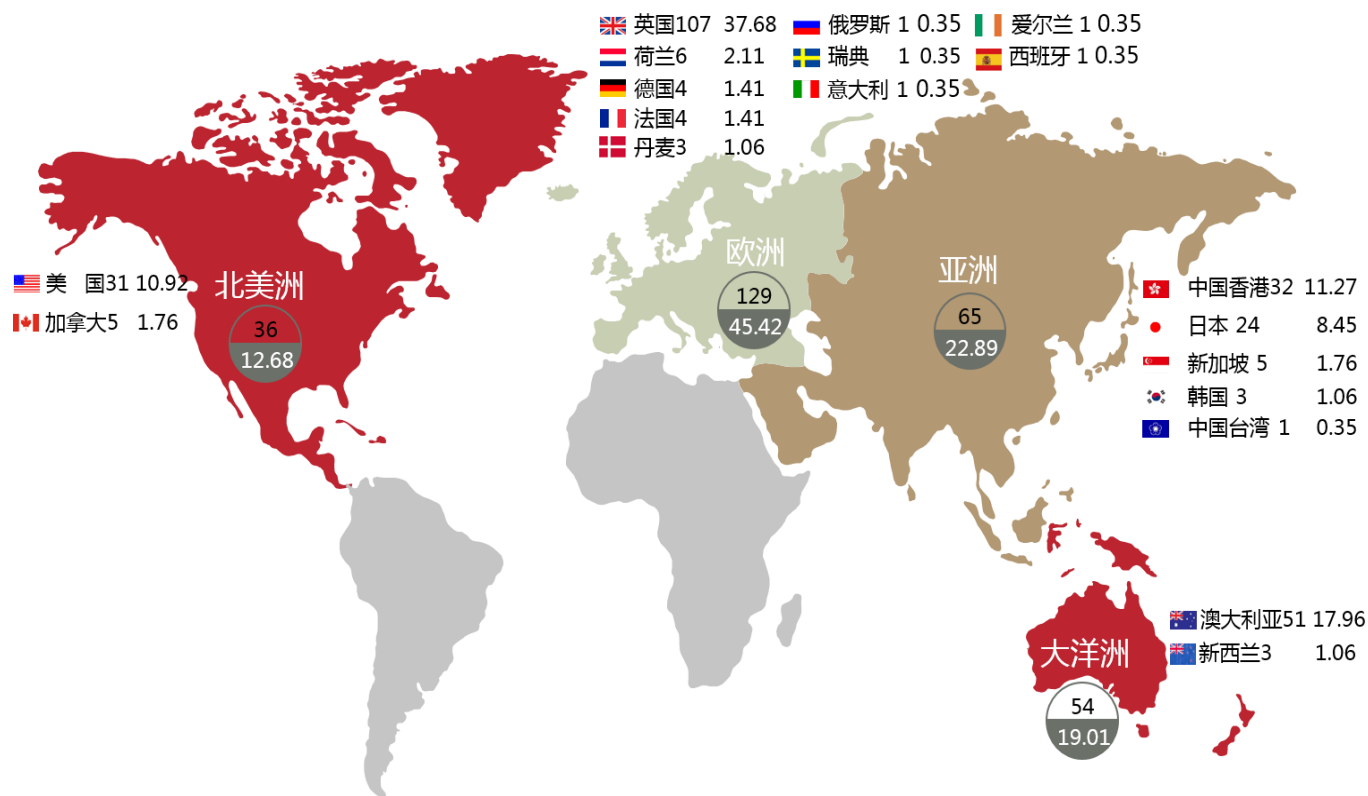 英国107 37.68 俄罗斯 1 0.35 爱尔兰 1 0.35
荷兰6 2.11 瑞典 1 0.35 西班牙 1 0.35
德国4 1.41 意大利 1 0.35
法国4 1.41
丹麦3 1.06
美 国31 10.92
加拿大5 1.76
北美洲
36
12.68
欧洲
129
45.42
亚洲
65
22.89
中国香港32 11.27
日本 24 8.45
新加坡 5 1.76
韩国 3 1.06
中国台湾 1 0.35
澳大利亚51 17.96
新西兰3 1.06
大洋洲
54
19.01